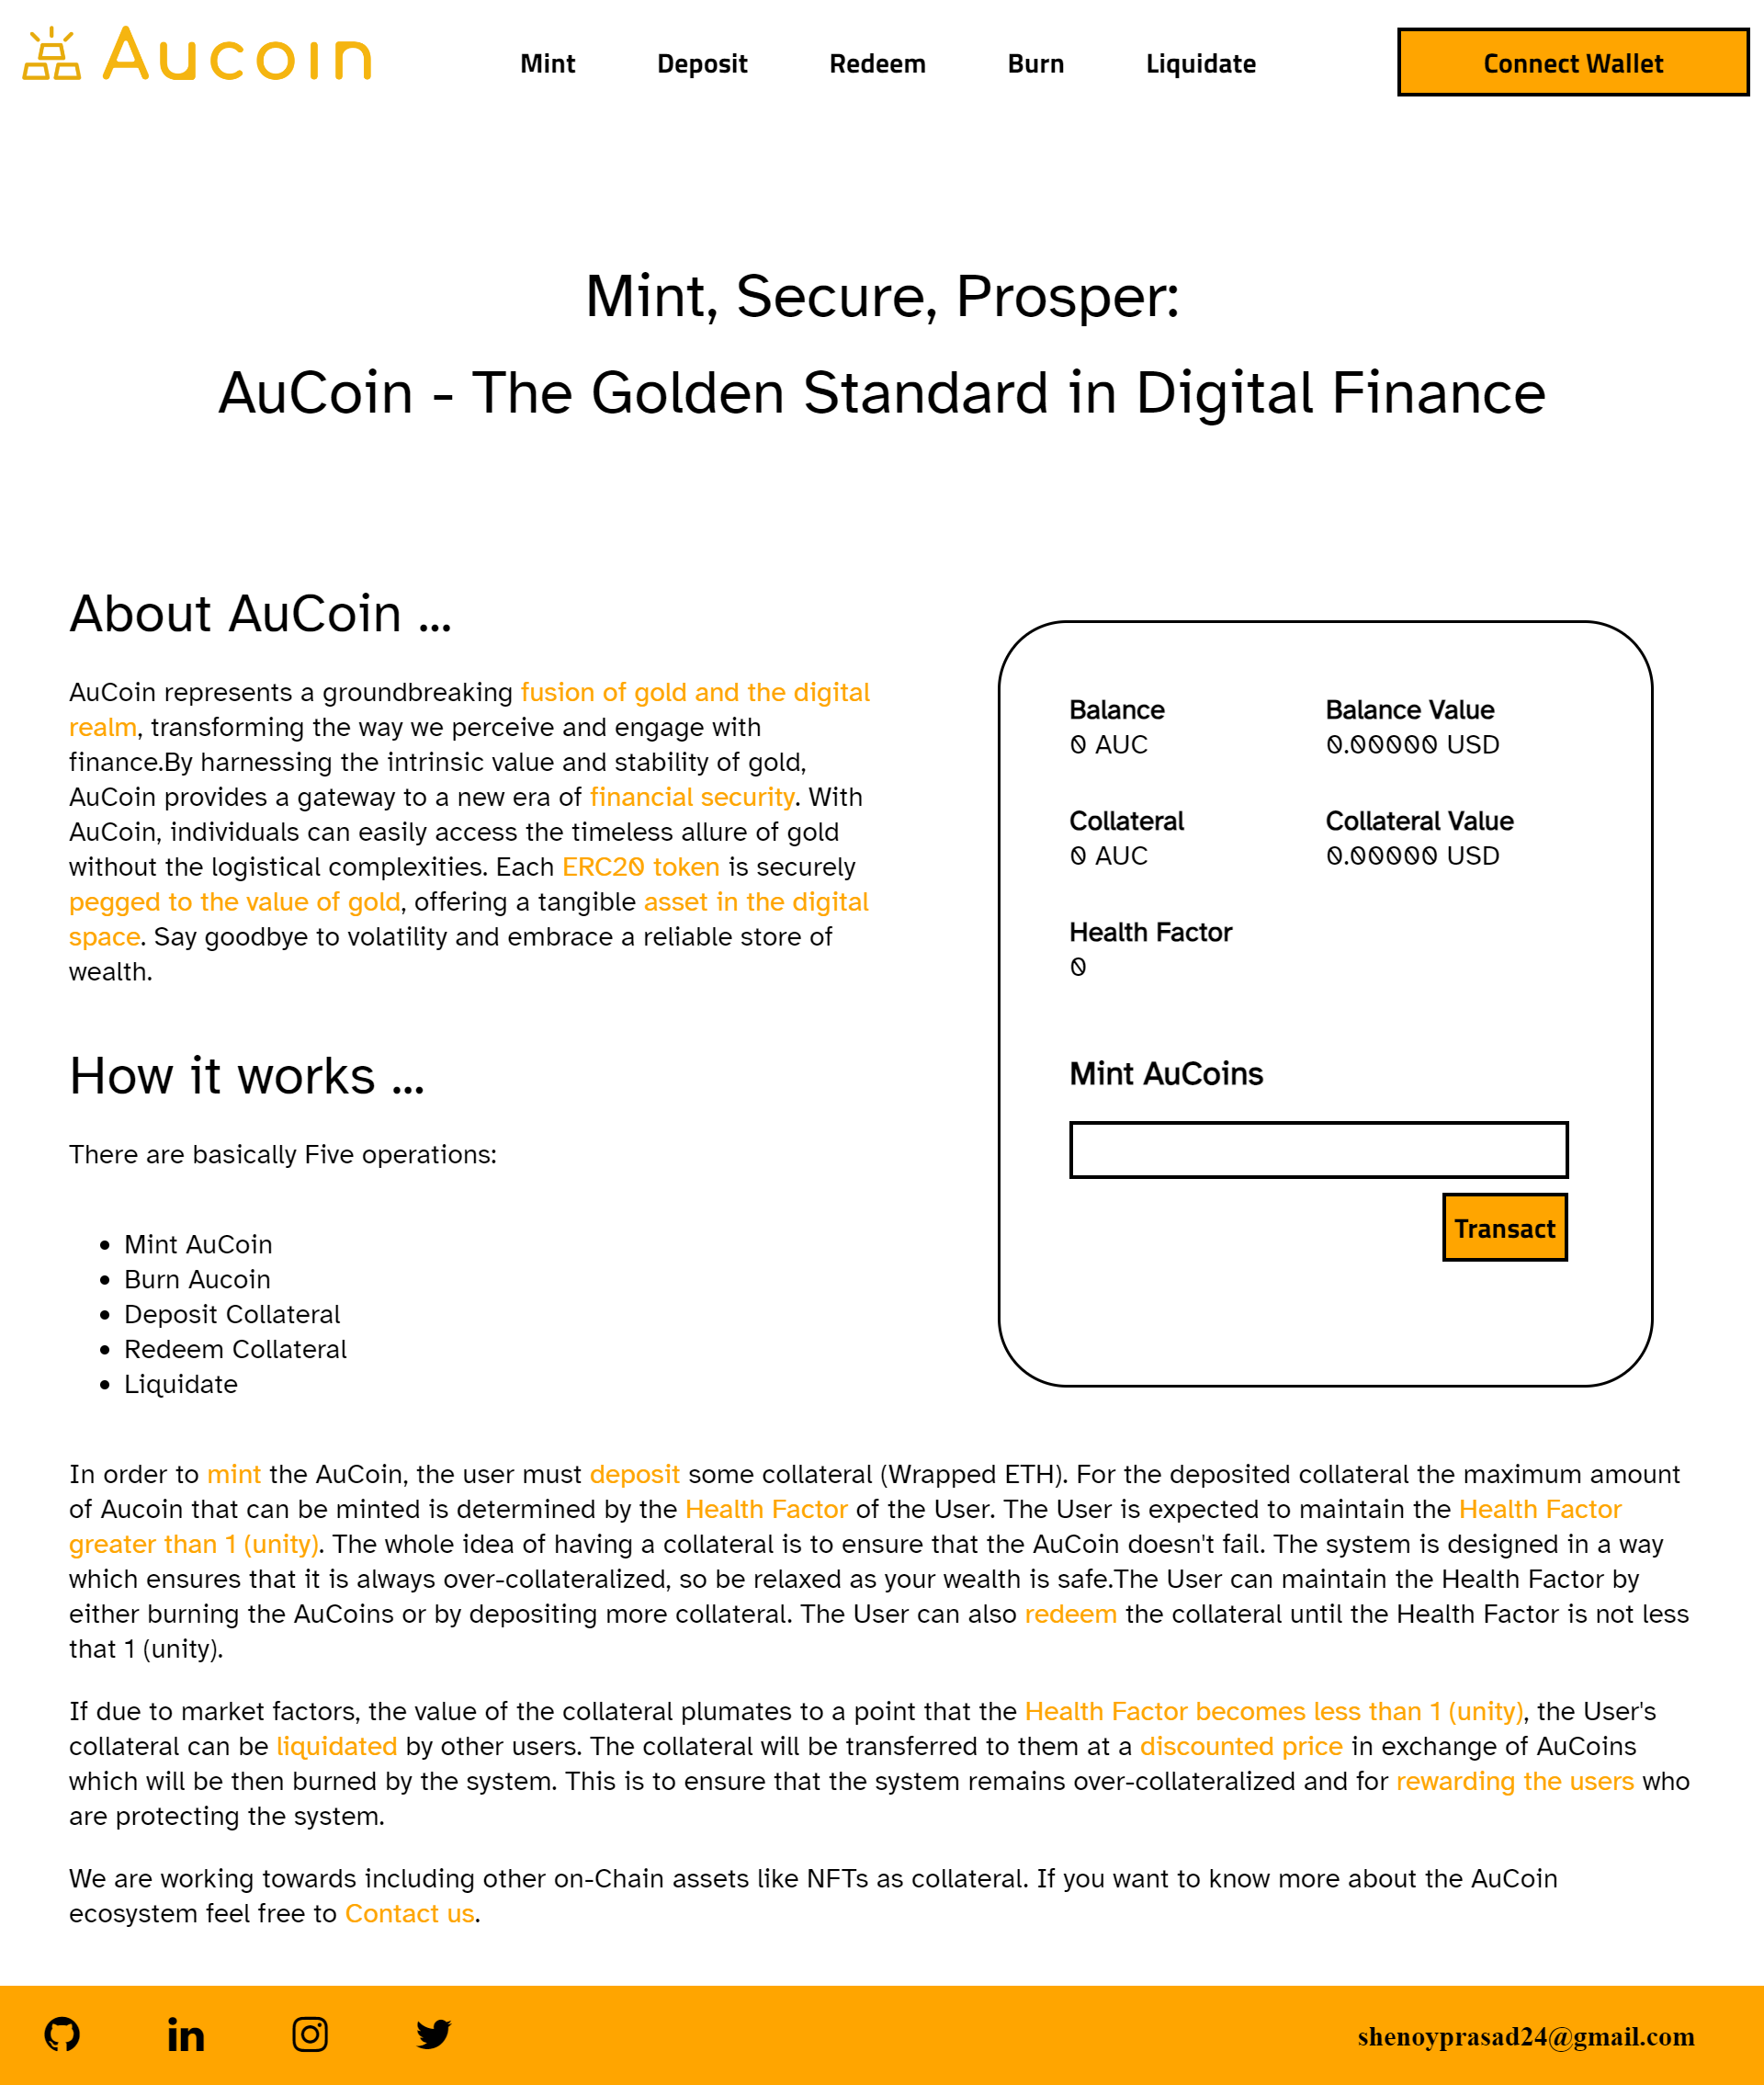 Aucoin
Mint
Deposit
Redeem
Burn
Liquidate
Connect Wallet
Mint, Secure, Prosper:
AuCoin - The Golden Standard in Digital Finance
About AuCoin ...
AuCoin represents a groundbreaking fusion of gold and the digital
realm, transforming the way we perceive and engage with
finance.By harnessing the intrinsic value and stability of gold,
AuCoin provides a gateway to a new era of financial security. With
AuCoin, individuals can easily access the timeless allure of gold
without the logistical complexities. Each ERC20 token is securely
pegged to the value of gold, offering a tangible asset in the digital
space. Say goodbye to volatility and embrace a reliable store of
wealth.
How it works ...
There are basically Five operations:
• Mint AuCoin
• Burn Aucoin
• Deposit Collateral
• Redeem Collateral
• Liquidate
Balance
0 AUC
Balance Value
0.00000 USD
Collateral
0 AUC
Collateral Value
0.00000 USD
Health Factor
0
Mint AuCoins
Transact
In order to mint the AuCoin, the user must deposit some collateral (Wrapped ETH). For the deposited collateral the maximum amount
of Aucoin that can be minted is determined by the Health Factor of the User. The User is expected to maintain the Health Factor
greater than 1 (unity). The whole idea of having a collateral is to ensure that the AuCoin doesn't fail. The system is designed in a way
which ensures that it is always over-collateralized, so be relaxed as your wealth is safe.The User can maintain the Health Factor by
either burning the AuCoins or by depositing more collateral. The User can also redeem the collateral until the Health Factor is not less
that 1 (unity).
If due to market factors, the value of the collateral plumates to a point that the Health Factor becomes less than 1 (unity), the User's
collateral can be liquidated by other users. The collateral will be transferred to them at a discounted price in exchange of AuCoins
which will be then burned by the system. This is to ensure that the system remains over-collateralized and for rewarding the users who
are protecting the system.
We are working towards including other on-Chain assets like NFTs as collateral. If you want to know more about the AuCoin
ecosystem feel free to Contact us.
shenoyprasad24@gmail.com